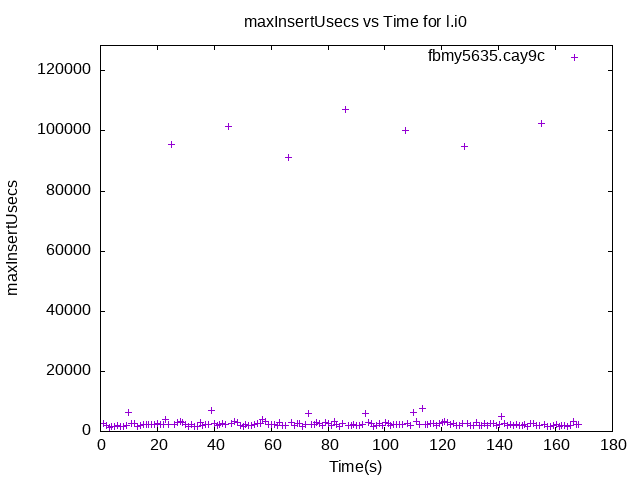 maxInsertUsecs vs Time for l.i0
fbmy5635.cay9c
120000
100000
80000
60000
40000
20000
0
maxInsertUsecs
0 20 40 60 80 100 120 140 160 180
Time(s)